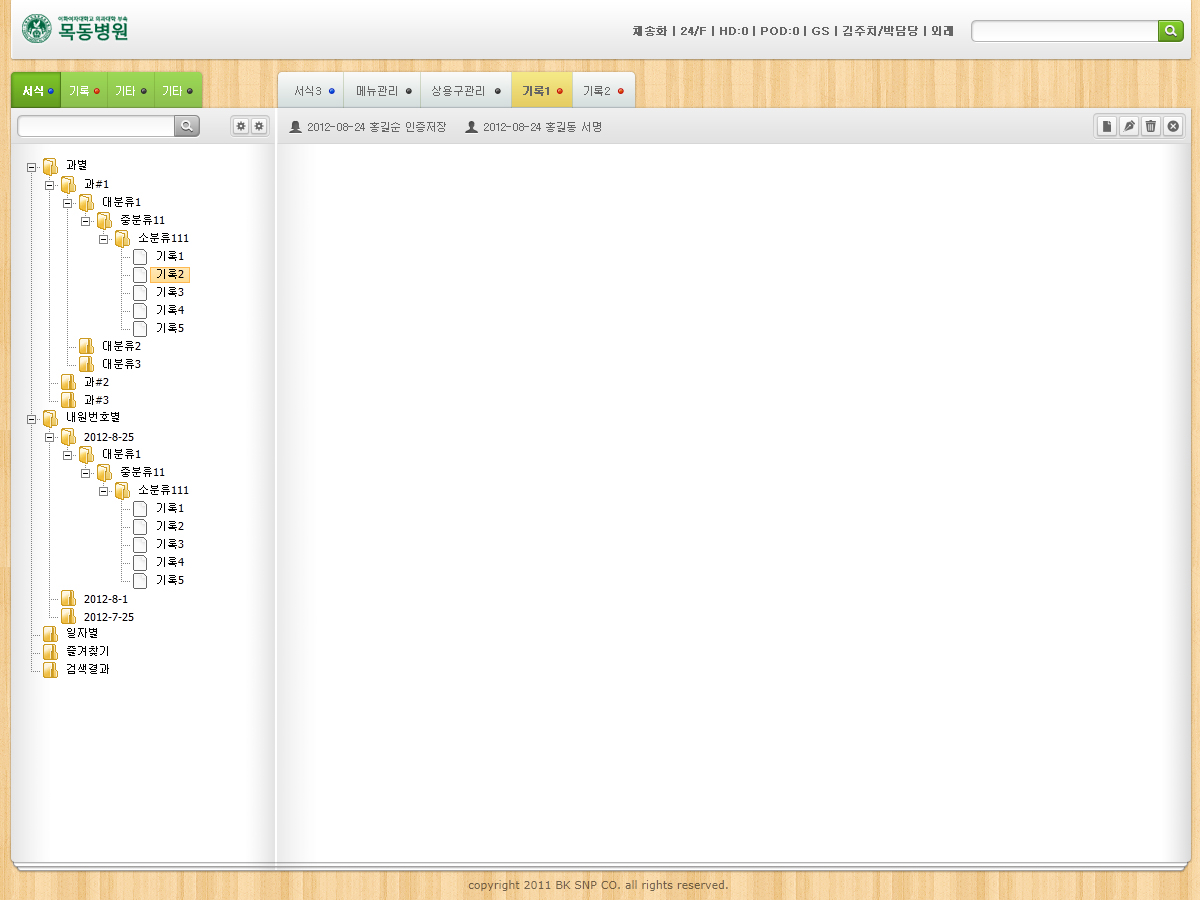 이화여자대학교 의과대학 부속
목동병원
채송화 | 24/F | HD:0 | POD:0 | GS | 김주치/박담당 | 외래
서식 기록 기타 기타
서식3 메뉴관리 상용구관리 기록1 기록2
2012-08-24 홍길순 인증저장 2012-08-24 홍길동 서명
과별
과#1
대분류1
중분류11
소분류111
기록1
기록2
기록3
기록4
기록5
대분류2
대분류3
과#2
과#3
내원번호별
2012-8-25
대분류1
중분류11
소분류111
기록1
기록2
기록3
기록4
기록5
2012-8-1
2012-7-25
일자별
즐겨찾기
검색결과
copyright 2011 BK SNP CO. all rights reserved.